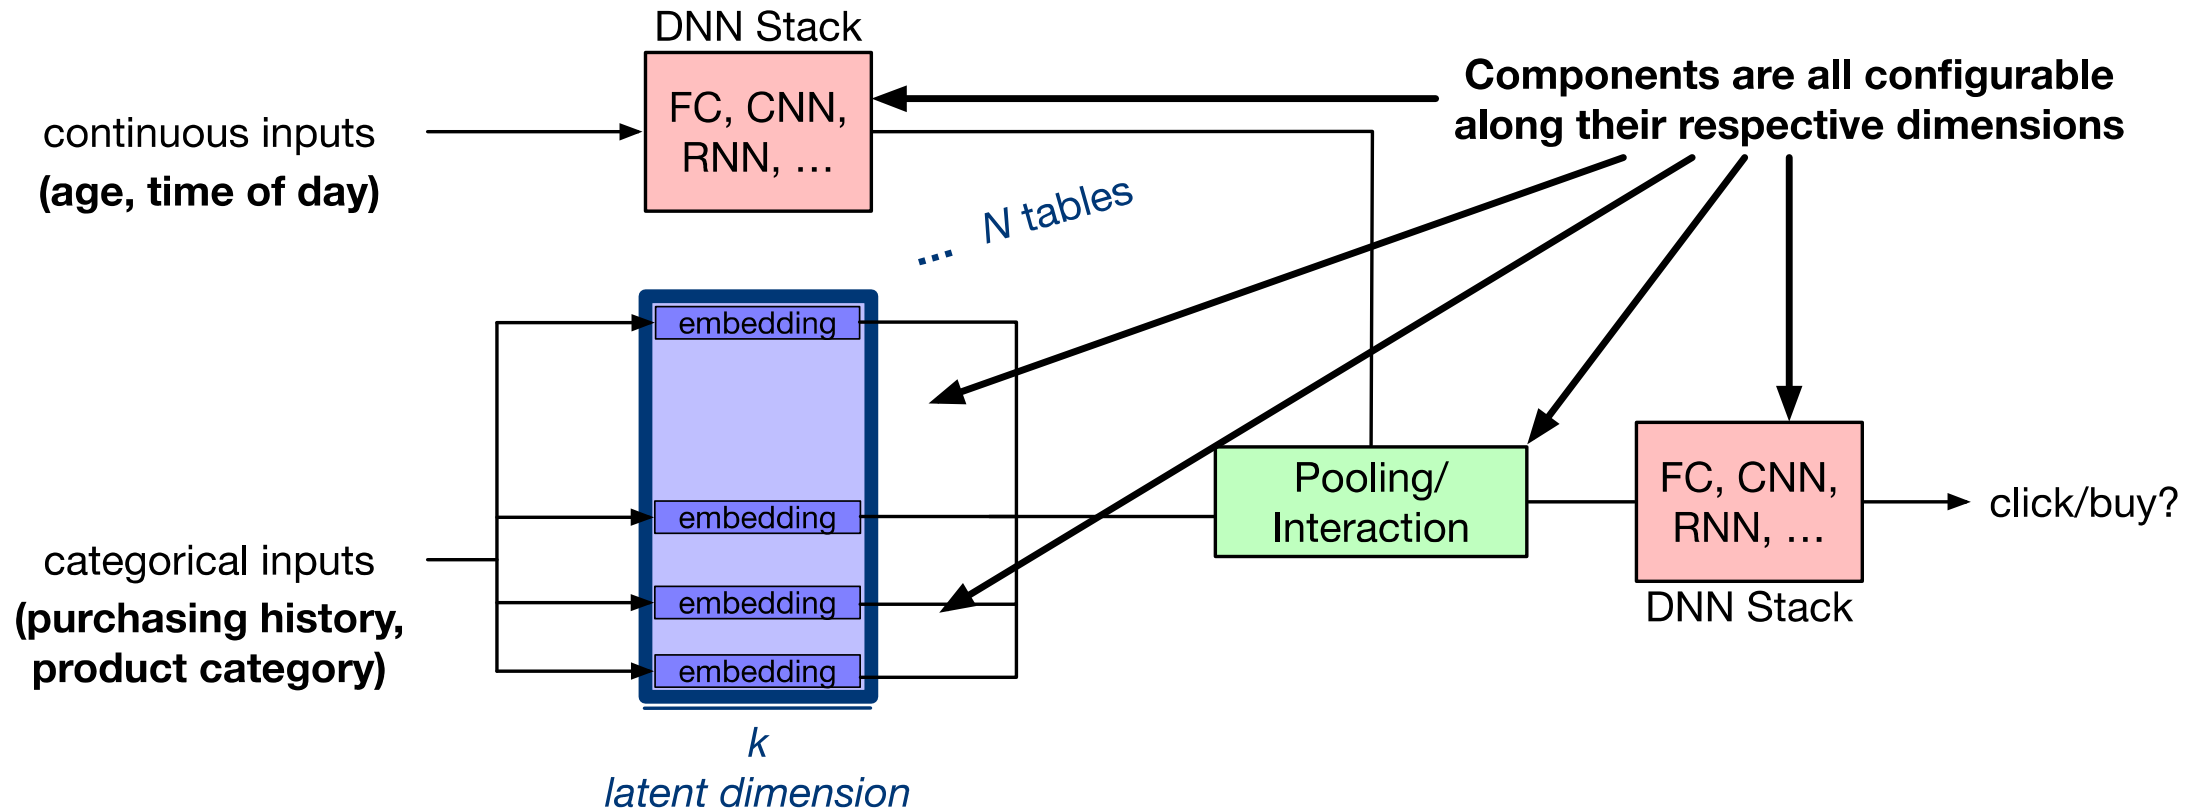 DNN Stack
FC, CNN,
RNN, ...
Components are all configurable
along their respective dimensions
continuous inputs
(age, time of day)
... N tables
embedding
embedding
embedding
embedding
categorical inputs
(purchasing history,
product category)
k
latent dimension
Pooling/
Interaction
FC, CNN,
RNN, ...
DNN Stack
click/buy?